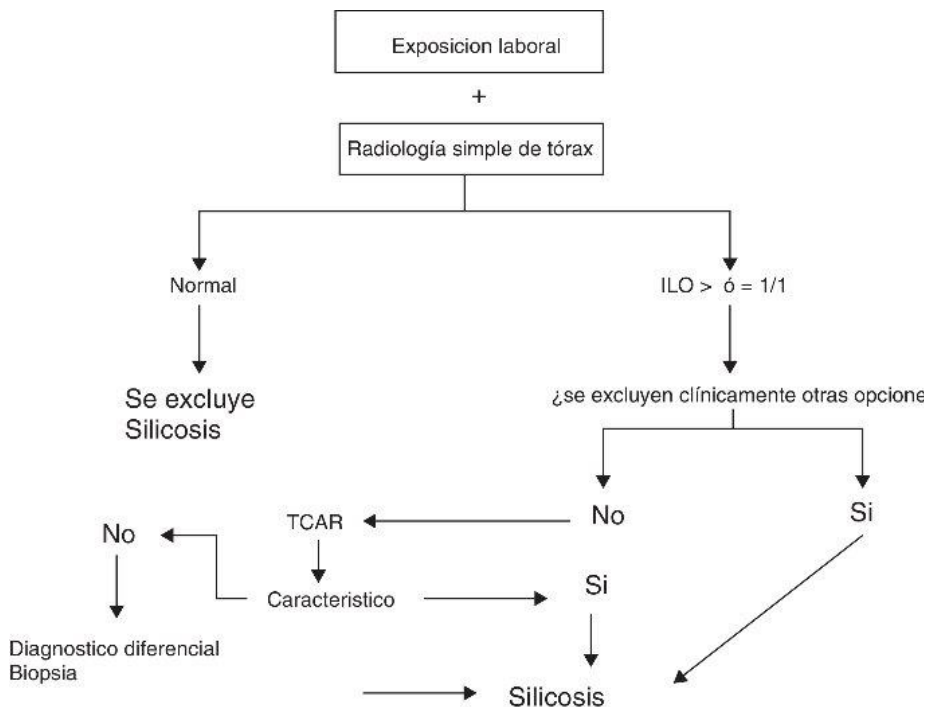 Exposicion laboral
+
Radiología simple de tórax
Normal
ILO > ó = 1/1
Se excluye
Silicosis
¿se excluyen clínicamente otras opcione
No
TCAR
No
Si
Caracteristico
Si
Diagnostico diferencial
Biopsia
Silicosis